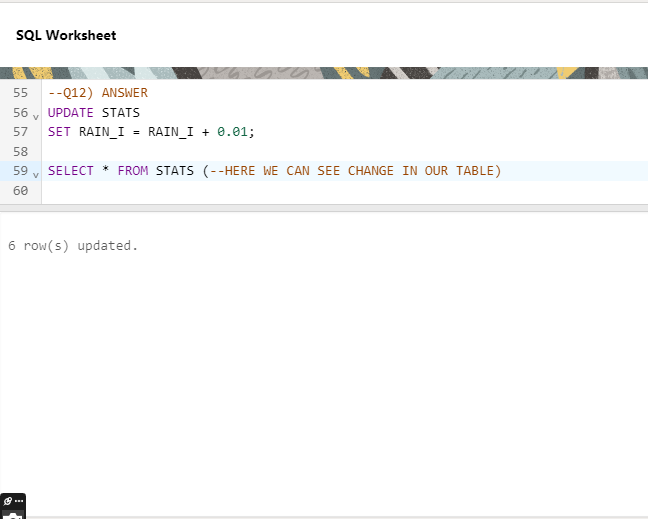 SQL Worksheet
55 --Q12) ANSWER
56 UPDATE STATS
57 SET RAIN_I = RAIN_I + 0.01;
58
59 SELECT * FROM STATS (--HERE WE CAN SEE CHANGE IN OUR TABLE)
60
6 row(s) updated.